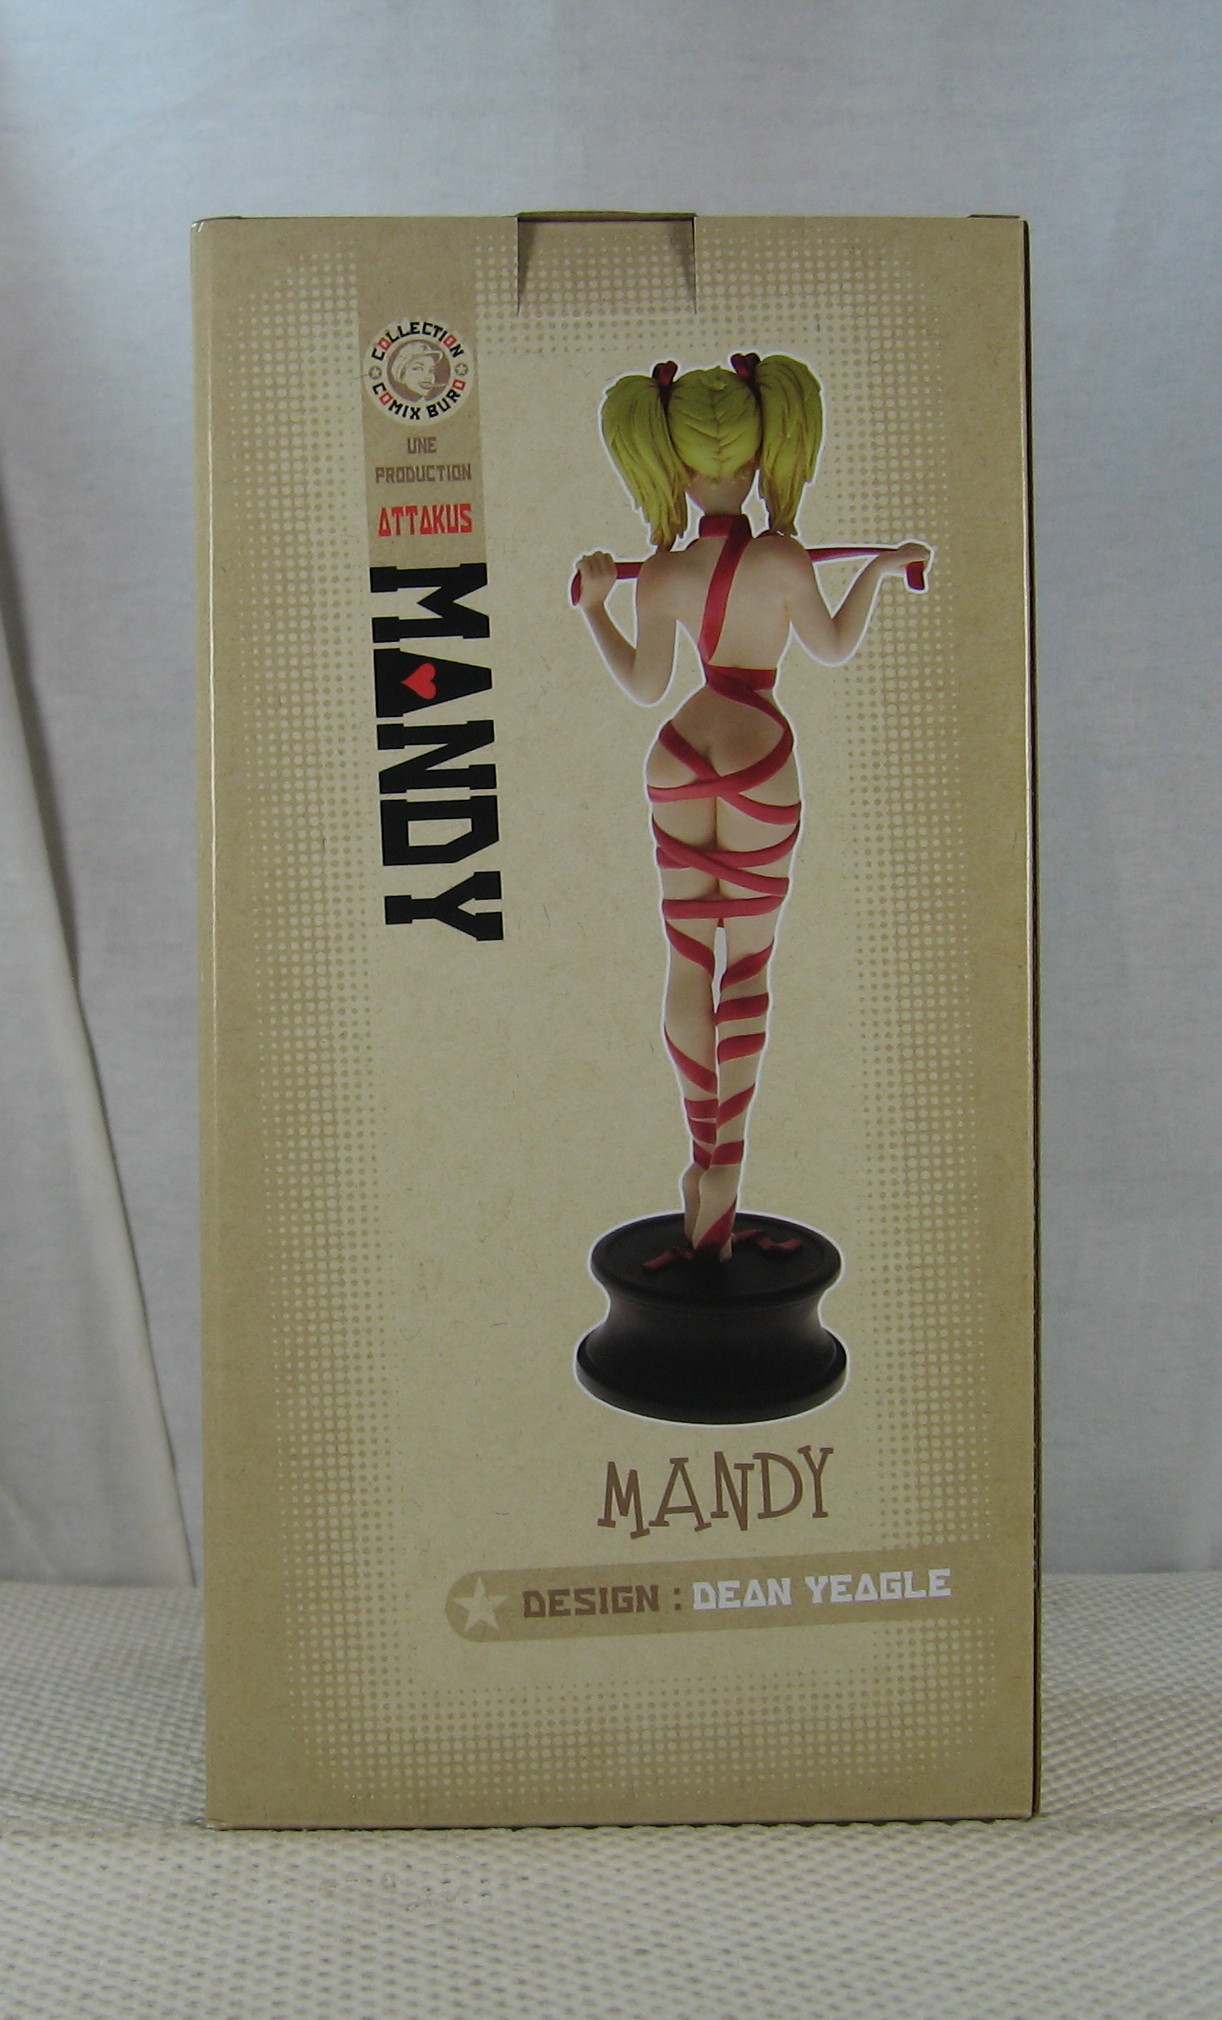 COLLECTION
COMIX BURO
UNE
PRODUCTION
ATTAKUS
MANDY
MANDY
DESIGN : DEAN YEAGLE